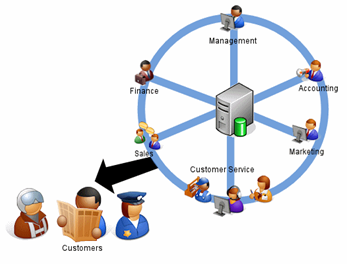 Management
Finance
Accounting
Sales
Marketing
Customer Service
Customers